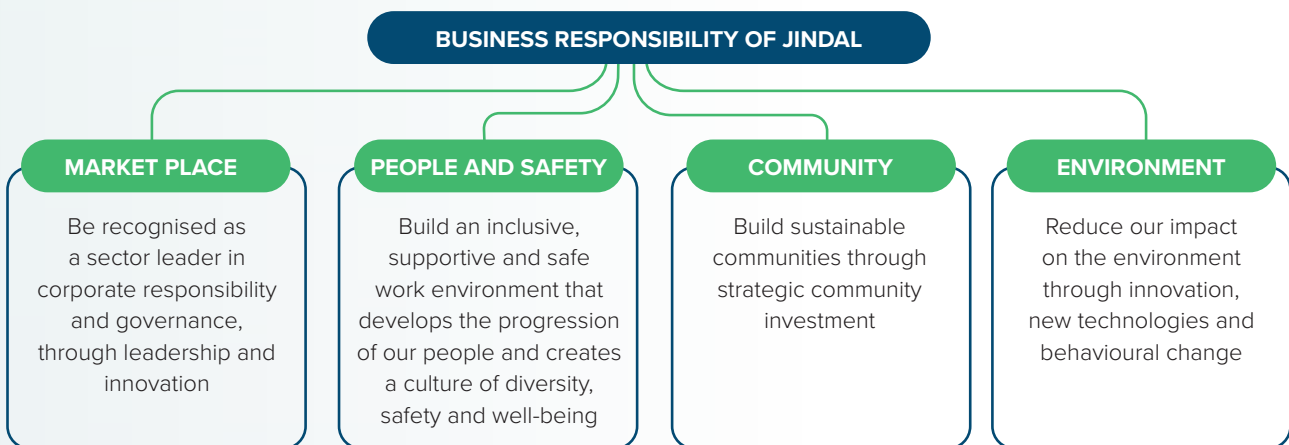 BUSINESS RESPONSIBILITY OF JINDAL
MARKET PLACE
Be recognised as
a sector leader in
corporate responsibility
and governance,
through leadership and
innovation
PEOPLE AND SAFETY
Build an inclusive,
supportive and safe
work environment that
develops the progression
of our people and creates
a culture of diversity,
safety and well-being
COMMUNITY
Build sustainable
communities through
strategic community
investment
ENVIRONMENT
Reduce our impact
on the environment
through innovation,
new technologies and
behavioural change